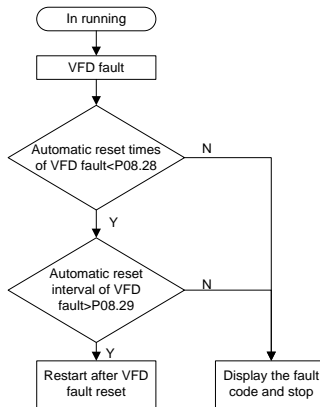 In running
VFD fault
Automatic reset times
of VFD fault<P08.28
N
Y
Automatic reset
interval of VFD
fault>P08.29
N
Y
Restart after VFD
fault reset
Display the fault
code and stop